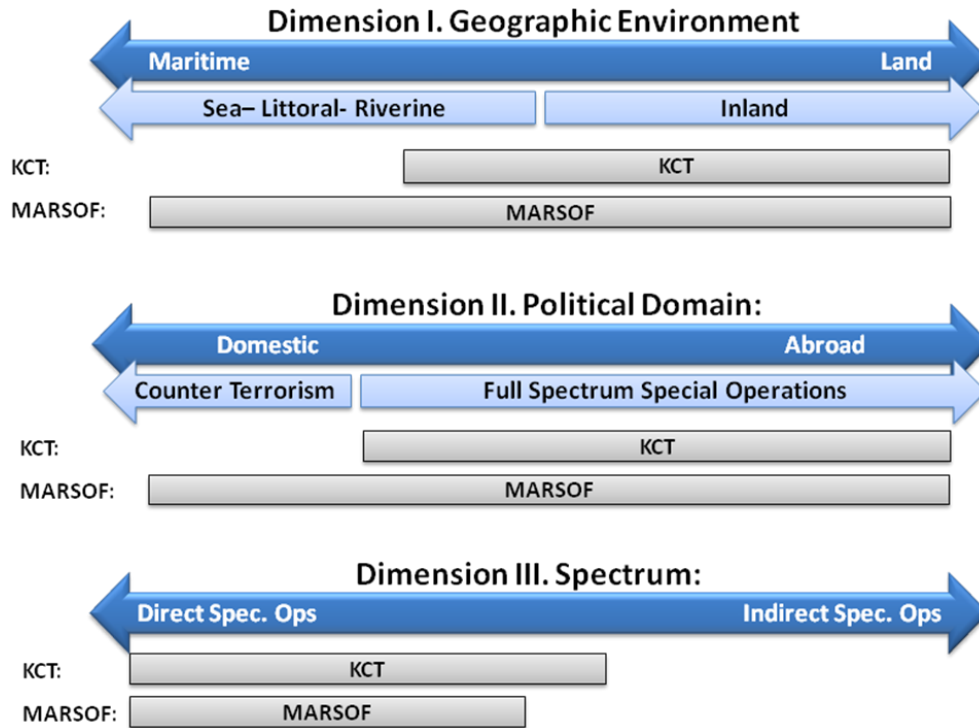 Dimension I. Geographic Environment
Maritime Land
Sea– Littoral- Riverine Inland
KCT: KCT
MARSOF: MARSOF
Dimension II. Political Domain:
Domestic Abroad
Counter Terrorism Full Spectrum Special Operations
KCT: KCT
MARSOF: MARSOF
Dimension III. Spectrum:
Direct Spec. Ops Indirect Spec. Ops
KCT: KCT
MARSOF: MARSOF